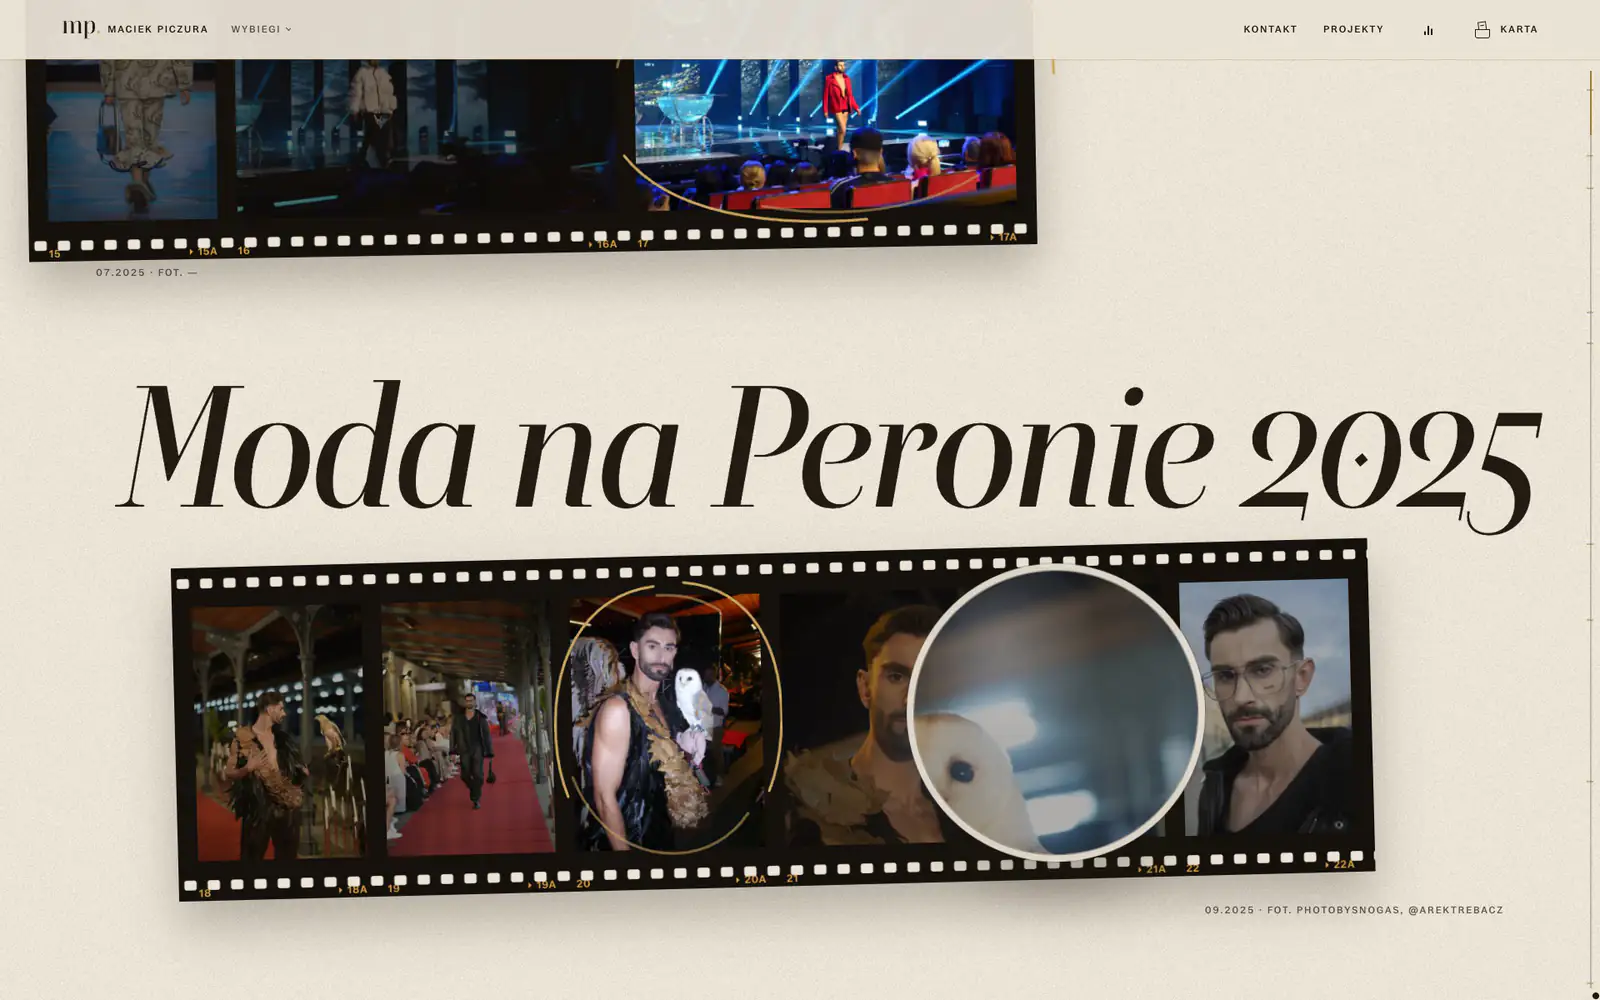 mp. MACIEK PICZURA WYBIEGI KONTAKT PROJEKTY KARTA
15 15A 16 16A 17 17A
07.2025 · FOT. —
Moda na Peronie 2025
18 18A 19 19A 20 20A 21 21A 22 22A
09.2025 · FOT. PHOTOBYSNOGAS, @AREKTREBACZ